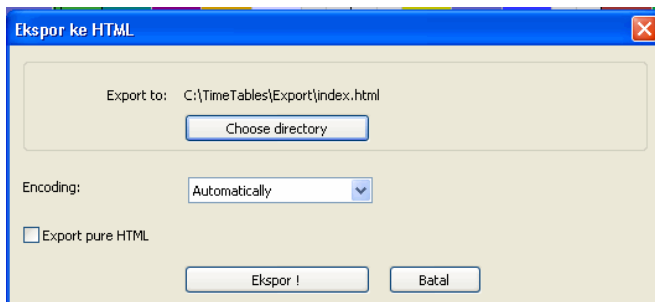 Ekspor ke HTML
Export to: C:\TimeTables\Export\index.html
Choose directory
Encoding: Automatically
Export pure HTML
Ekspor ! Batal